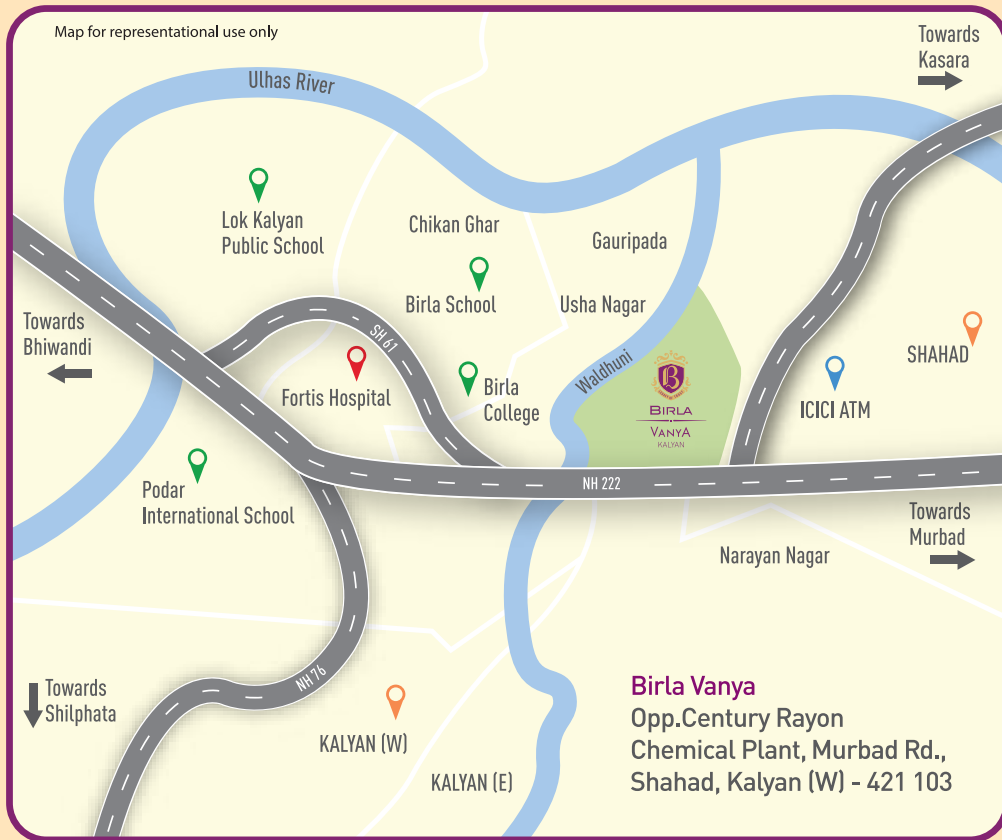 Map for representational use only
Towards
Kasara
Ulhas River
Lok Kalyan
Public School
Chikan Ghar
Gauripada
Birla School
Usha Nagar
Towards
Bhiwandi
SH 61
SHAHAD
Fortis Hospital
Waldhuni
Birla
College
B
BIRLA
VANYA
KALYAN
ICICI ATM
NH 222
Podar
International School
Towards
Murbad
Narayan Nagar
NH 76
Towards
Shilphata
KALYAN (W)
KALYAN (E)
Birla Vanya
Opp.Century Rayon
Chemical Plant, Murbad Rd.,
Shahad, Kalyan (W) - 421 103